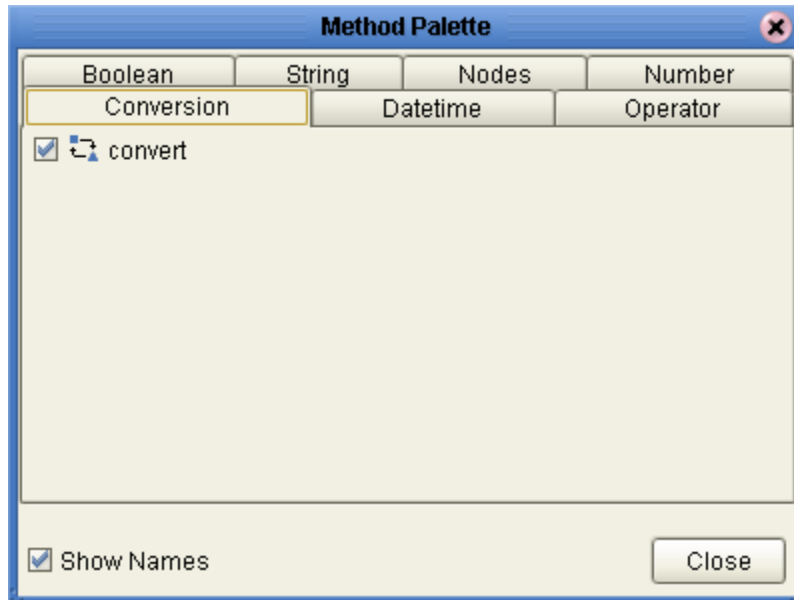 Method Palette
Boolean String Nodes Number
Conversion Datetime Operator
convert
Show Names Close